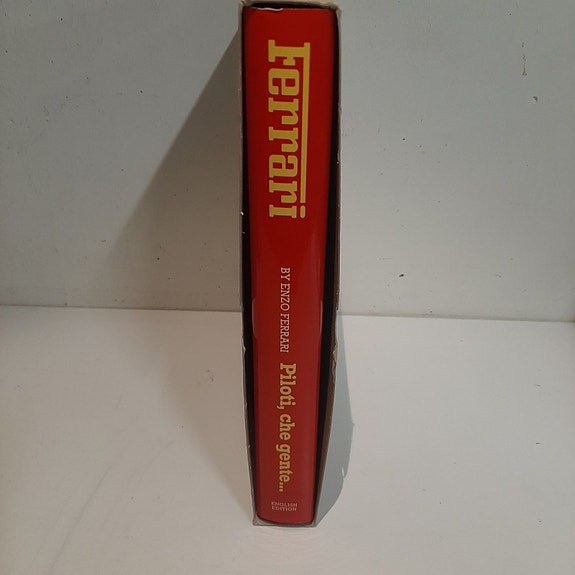 Ferrari
BY ENZO FERRARI Piloti, che gente...
ENGLISH
EDITION